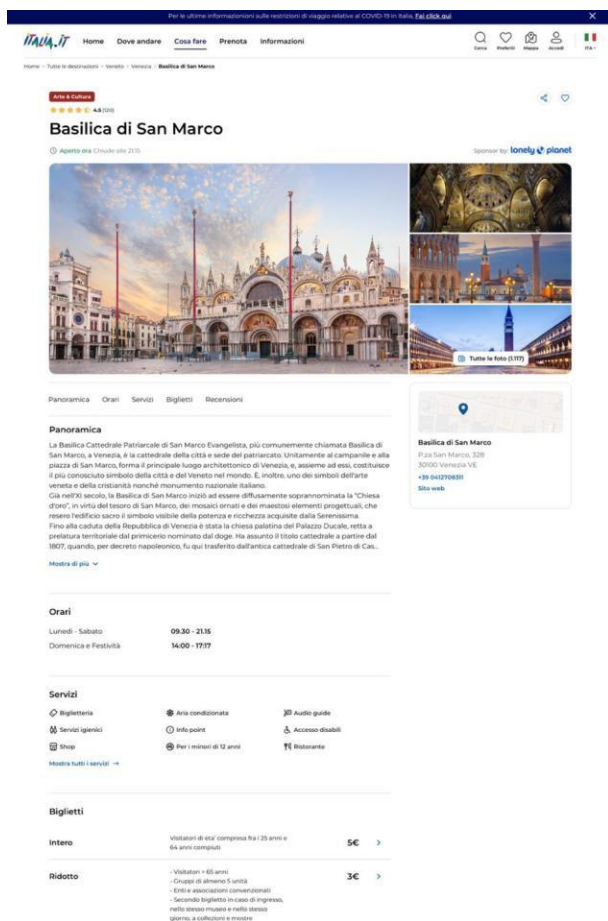 Per le ultime informazionioni sulle restrizioni di viaggio relative al COVID-19 in Italia, Fai click qui
ITALIA.IT Home Dove andare Cosa fare Prenota Informazioni
Cerca Preferiti Mappa Accedi ITA
Home Tutte le destinazioni Veneto Venezia Basilica di San Marco
Arte & Cultura
4.5 (120)
Basilica di San Marco
Aperto ora Chiude alle 21:15 Sponsor by: lonely planet
Tutte le foto (1.117)
Panoramica Orari Servizi Biglietti Recensioni
Panoramica
La Basilica Cattedrale Patriarcale di San Marco Evangelista, più comunemente chiamata Basilica di
San Marco, a Venezia, è la cattedrale della città e sede del patriarcato. Unitamente al campanile e alla
piazza di San Marco, forma il principale luogo architettonico di Venezia, e, assieme ad essi, costituisce
il più conosciuto simbolo della città e del Veneto nel mondo. È, inoltre, uno dei simboli dell'arte
veneta e della cristianità nonché monumento nazionale italiano.
Già nell'XI secolo, la Basilica di San Marco iniziò ad essere diffusamente soprannominata la "Chiesa
d'oro", in virtù del tesoro di San Marco, dei mosaici ornati e dei maestosi elementi progettuali, che
resero l'edificio sacro il simbolo visibile della potenza e ricchezza acquisite dalla Serenissima.
Fino alla caduta della Repubblica di Venezia è stata la chiesa palatina del Palazzo Ducale, retta a
prelatura territoriale dal primicerio nominato dal doge. Ha assunto il titolo cattedrale a partire dal
1807, quando, per decreto napoleonico, fu qui trasferito dall'antica cattedrale di San Pietro di Cas...
Mostra di più
Basilica di San Marco
P.za San Marco, 328
30100 Venezia VE
+39 0412708311
Sito web
Orari
Lunedì - Sabato 09.30 - 21.15
Domenica e Festività 14:00 - 17:17
Servizi
Biglietteria Aria condizionata Audio guide
Servizi igienici Info point Accesso disabili
Shop Per i minori di 12 anni Ristorante
Mostra tutti i servizi
Biglietti
Intero Visitatori di eta' compresa fra i 25 anni e
64 anni compiuti 5€
Ridotto - Visitatori > 65 anni 3€
- Gruppi di almeno 5 unità
- Enti e associazioni convenzionati
- Secondo biglietto in caso di ingresso,
nello stesso museo e nello stesso
giorno, a collezioni e mostre